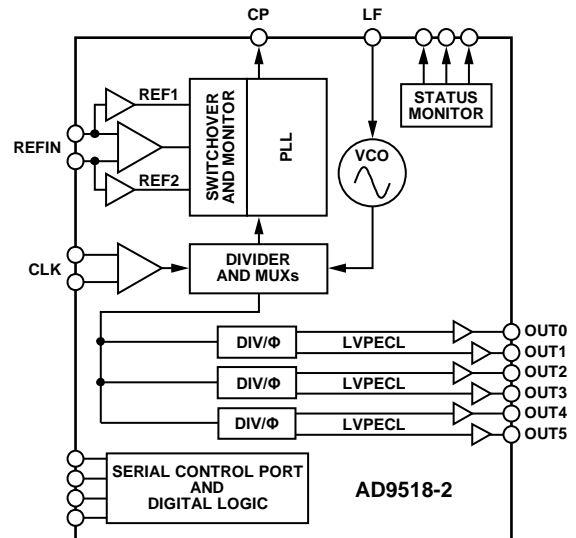 CP
LF
REF1
REFIN
REF2
SWITCHOVER
AND MONITOR
PLL
VCO
STATUS
MONITOR
CLK
DIVIDER
AND MUXs
DIV/Φ
LVPECL
OUT0
OUT1
DIV/Φ
LVPECL
OUT2
OUT3
DIV/Φ
LVPECL
OUT4
OUT5
SERIAL CONTROL PORT
AND
DIGITAL LOGIC
AD9518-2